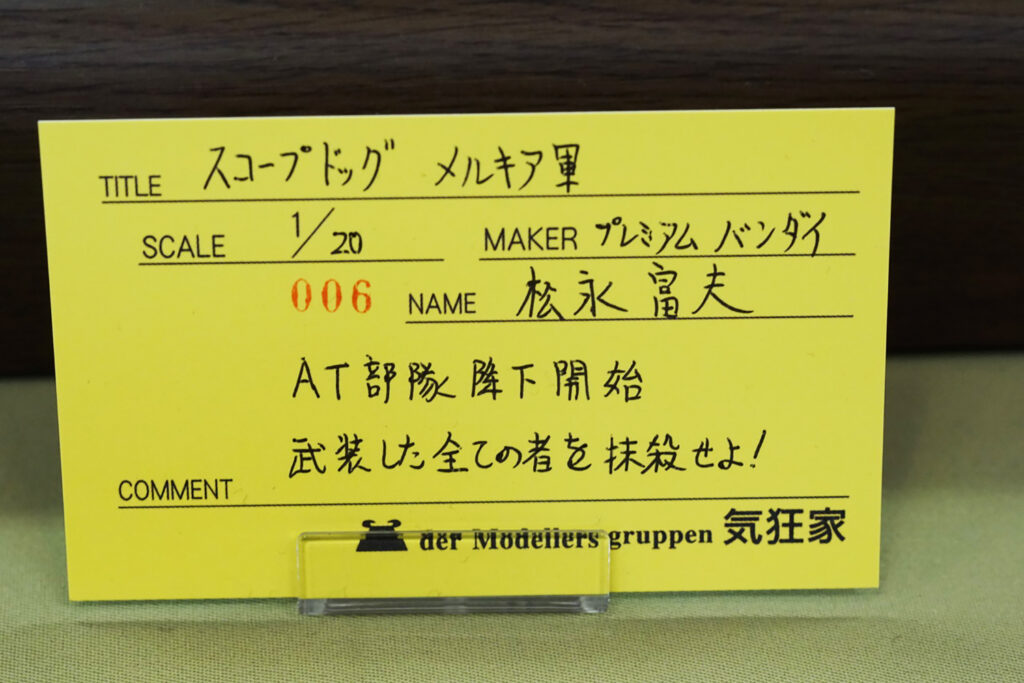 TITLE スコープドッグ メルキア軍
SCALE 1/20 MAKER プレミアム バンダイ
006 NAME 松永富夫
AT部隊降下開始
武装した全ての者を抹殺せよ!
COMMENT
der Modellers gruppen 気狂家